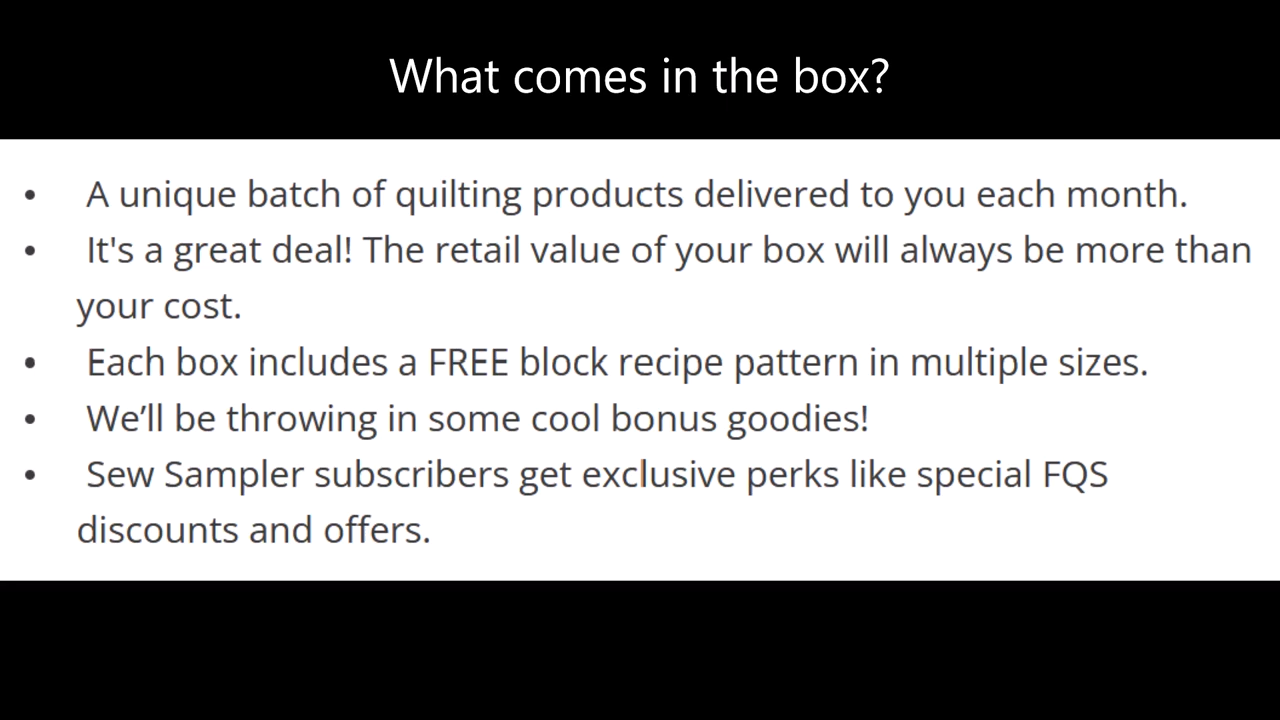 What comes in the box?
• A unique batch of quilting products delivered to you each month.
• It's a great deal! The retail value of your box will always be more than
your cost.
• Each box includes a FREE block recipe pattern in multiple sizes.
• We’ll be throwing in some cool bonus goodies!
• Sew Sampler subscribers get exclusive perks like special FQS
discounts and offers.